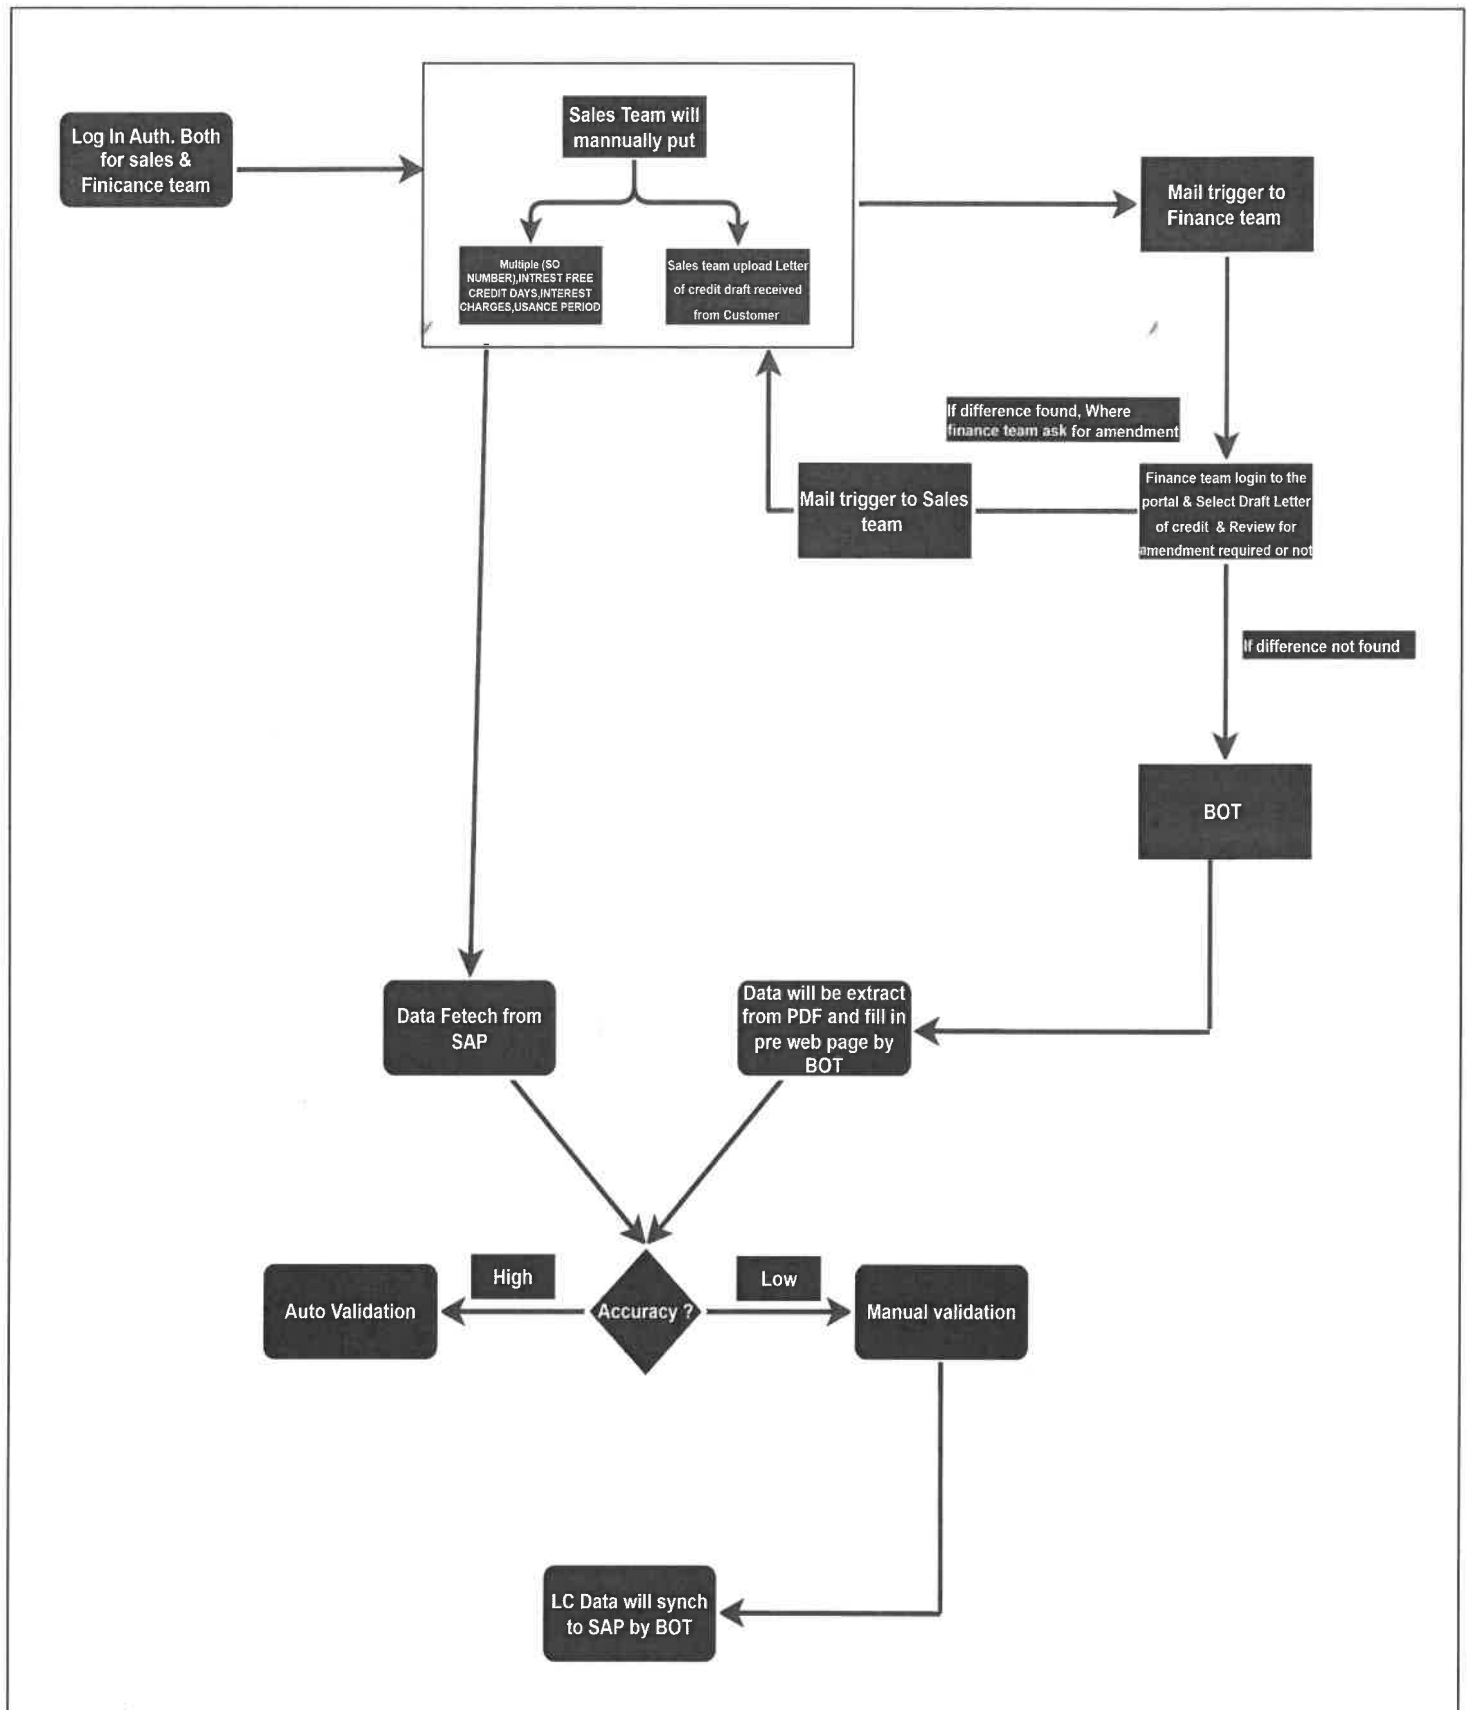 Log In Auth. Both
for sales &
Finicance team
Sales Team will
mannually put
Multiple (SO
NUMBER),INTREST FREE
CREDIT DAYS,INTEREST
CHARGES,USANCE PERIOD
Sales team upload Letter
of credit draft received
from Customer
Mail trigger to
Finance team
If difference found, Where
finance team ask for amendment
Mail trigger to Sales
team
Finance team login to the
portal & Select Draft Letter
of credit & Review for
amendment required or not
If difference not found
BOT
Data Fetech from
SAP
Data will be extract
from PDF and fill in
pre web page by
BOT
High
Low
Auto Validation
Accuracy ?
Manual validation
LC Data will synch
to SAP by BOT